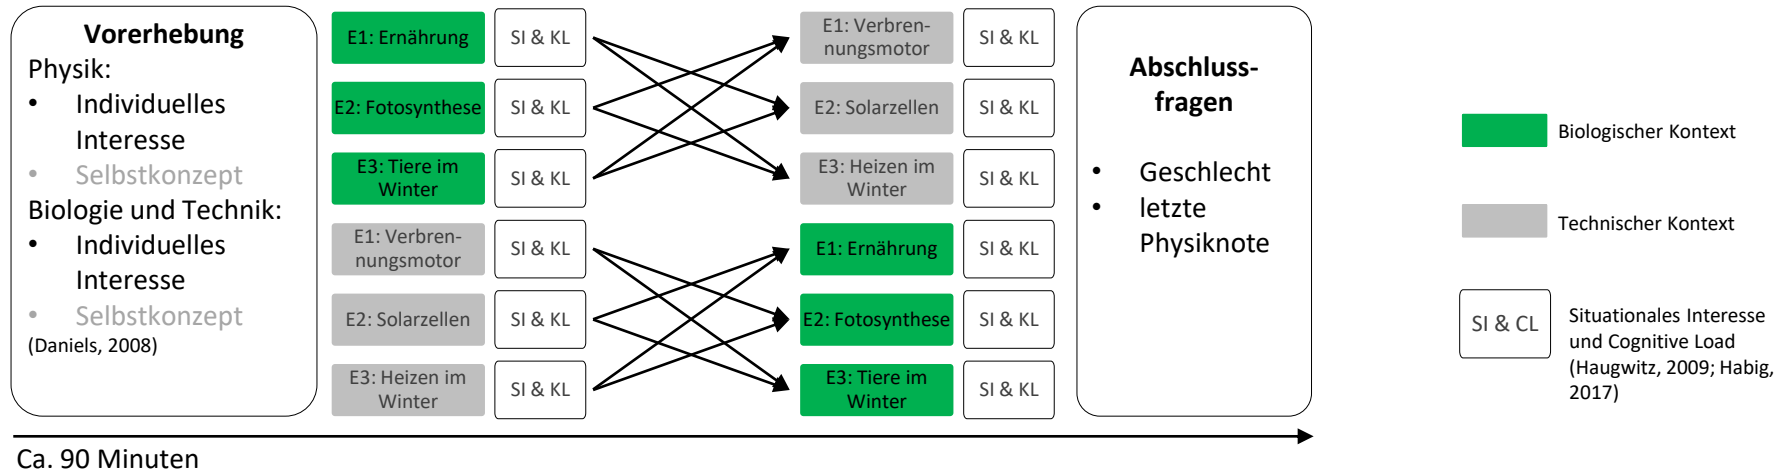 Vorerhebung
Physik:
• Individuelles
Interesse
• Selbstkonzept
Biologie und Technik:
• Individuelles
Interesse
• Selbstkonzept
(Daniels, 2008)
E1: Ernährung
SI & KL
E2: Fotosynthese
SI & KL
E3: Tiere im
Winter
SI & KL
E1: Verbren-
nungsmotor
SI & KL
E2: Solarzellen
SI & KL
E3: Heizen im
Winter
SI & KL
E1: Verbren-
nungsmotor
SI & KL
E2: Solarzellen
SI & KL
E3: Heizen im
Winter
SI & KL
E1: Ernährung
SI & KL
E2: Fotosynthese
SI & KL
E3: Tiere im
Winter
SI & KL
Abschluss-
fragen
• Geschlecht
• letzte
Physiknote
Biologischer Kontext
Technischer Kontext
SI & CL
Situationales Interesse
und Cognitive Load
(Haugwitz, 2009; Habig,
2017)
Ca. 90 Minuten